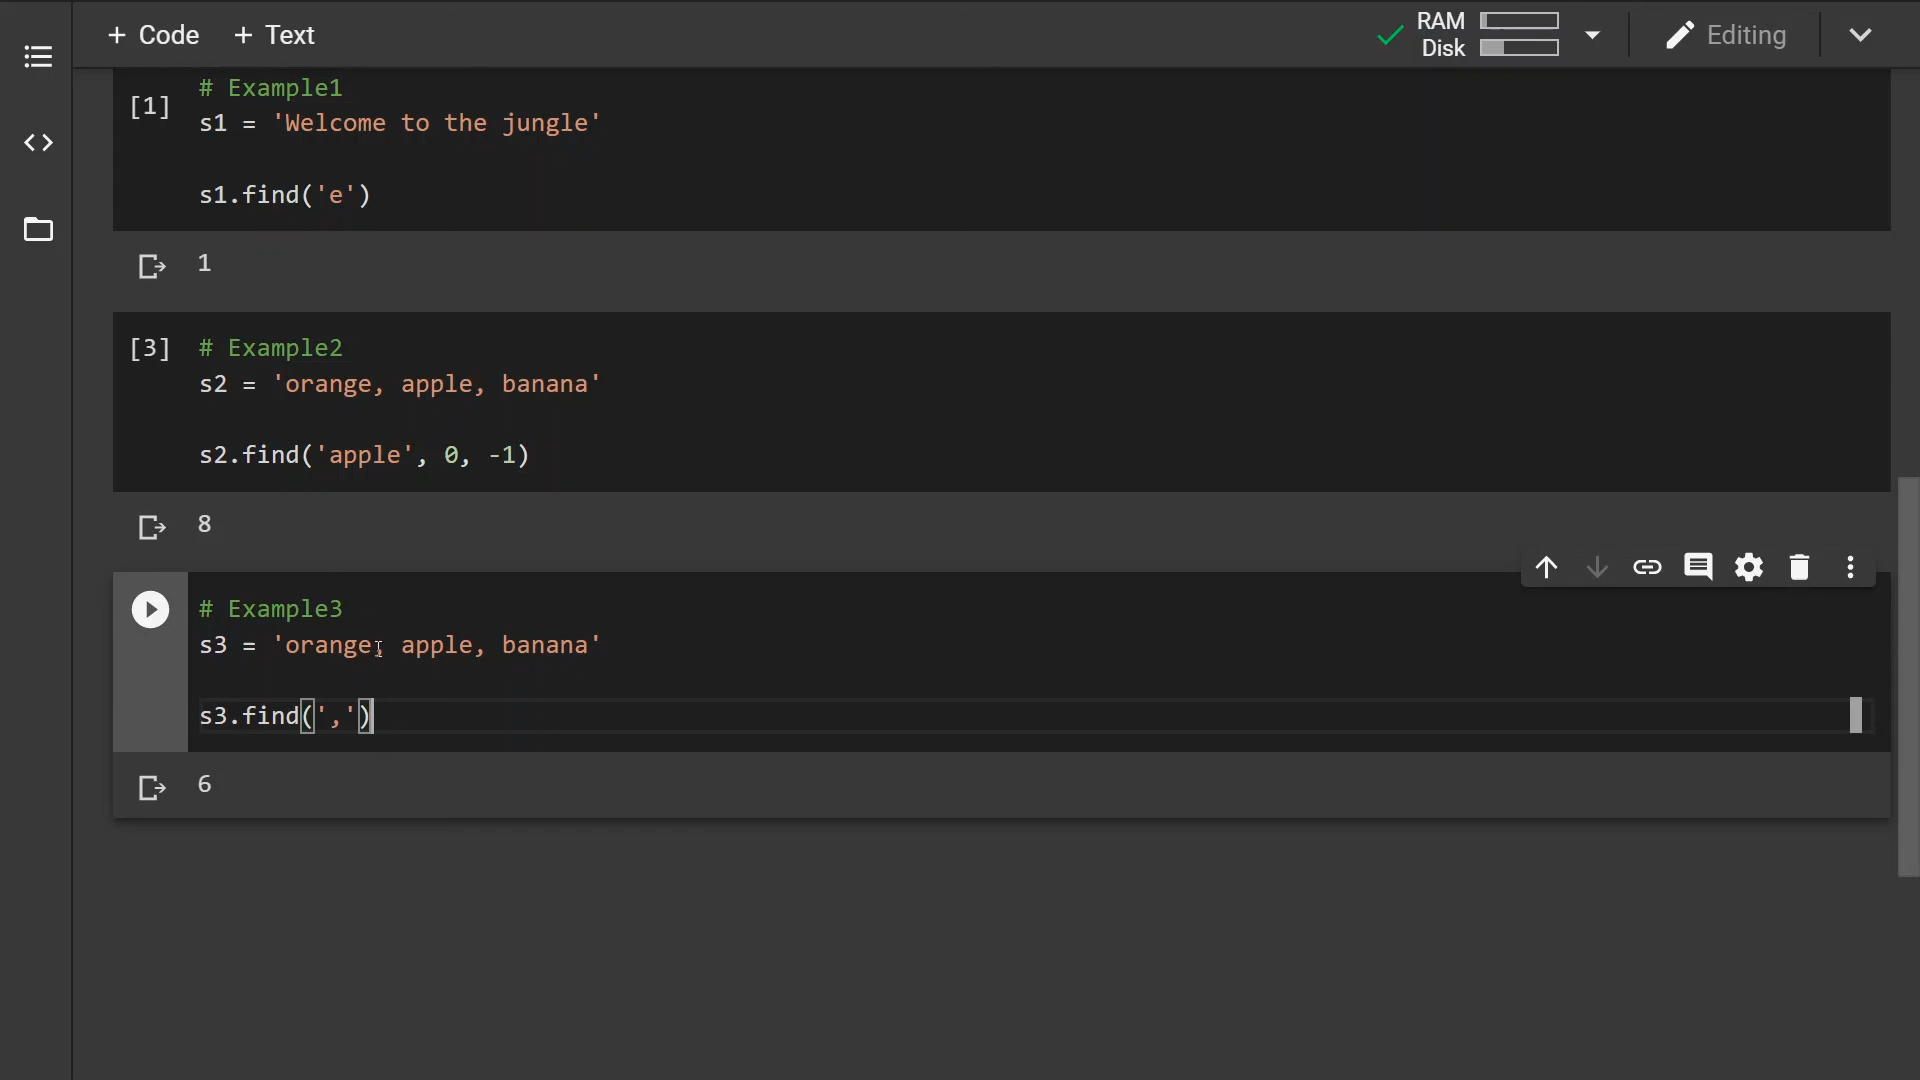 + Code + Text
RAM
Disk
Editing
[1]
# Example1
s1 = 'Welcome to the jungle'
s1.find('e')
1
[3]
# Example2
s2 = 'orange, apple, banana'
s2.find('apple', 0, -1)
8
# Example3
s3 = 'orange, apple, banana'
s3.find(',')
6